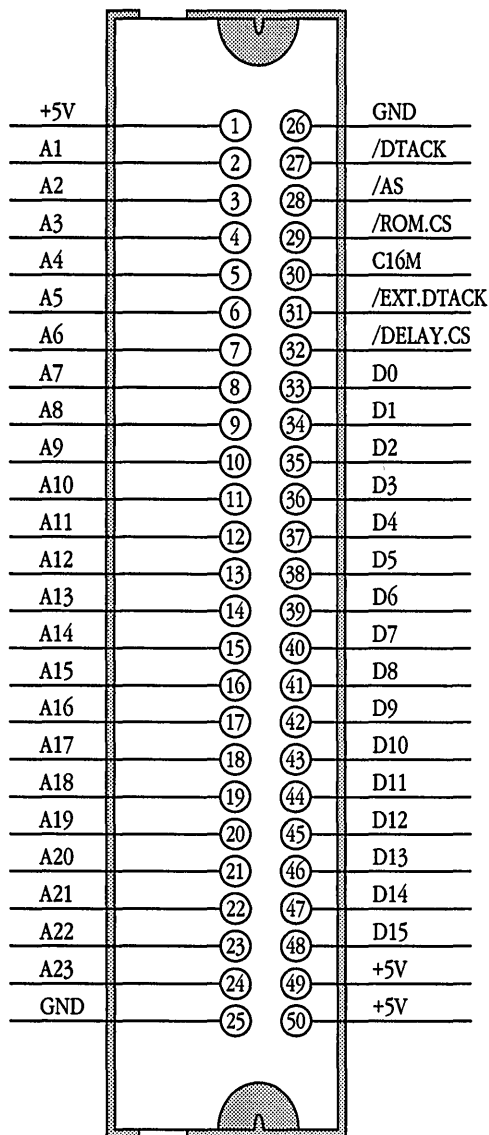 +5V 1 26 GND
A1 2 27 /DTACK
A2 3 28 /AS
A3 4 29 /ROM.CS
A4 5 30 C16M
A5 6 31 /EXT.DTACK
A6 7 32 /DELAY.CS
A7 8 33 D0
A8 9 34 D1
A9 10 35 D2
A10 11 36 D3
A11 12 37 D4
A12 13 38 D5
A13 14 39 D6
A14 15 40 D7
A15 16 41 D8
A16 17 42 D9
A17 18 43 D10
A18 19 44 D11
A19 20 45 D12
A20 21 46 D13
A21 22 47 D14
A22 23 48 D15
A23 24 49 +5V
GND 25 50 +5V